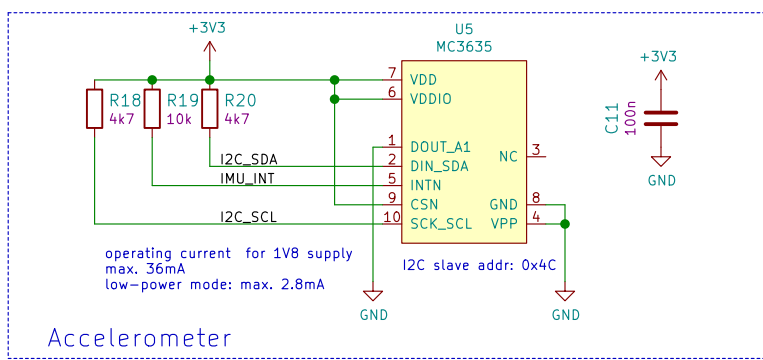 U5
MC3635
+3V3
+3V3
7 VDD
6 VDDIO
R18
4k7
R19
10k
R20
4k7
C11
100n
1 DOUT_A1
NC 3
I2C_SDA
2 DIN_SDA
IMU_INT
5 INTN
GND
9 CSN
GND 8
I2C_SCL
10 SCK_SCL
VPP 4
operating current for 1V8 supply
max. 36mA
low-power mode: max. 2.8mA
I2C slave addr: 0x4C
GND
GND
Accelerometer